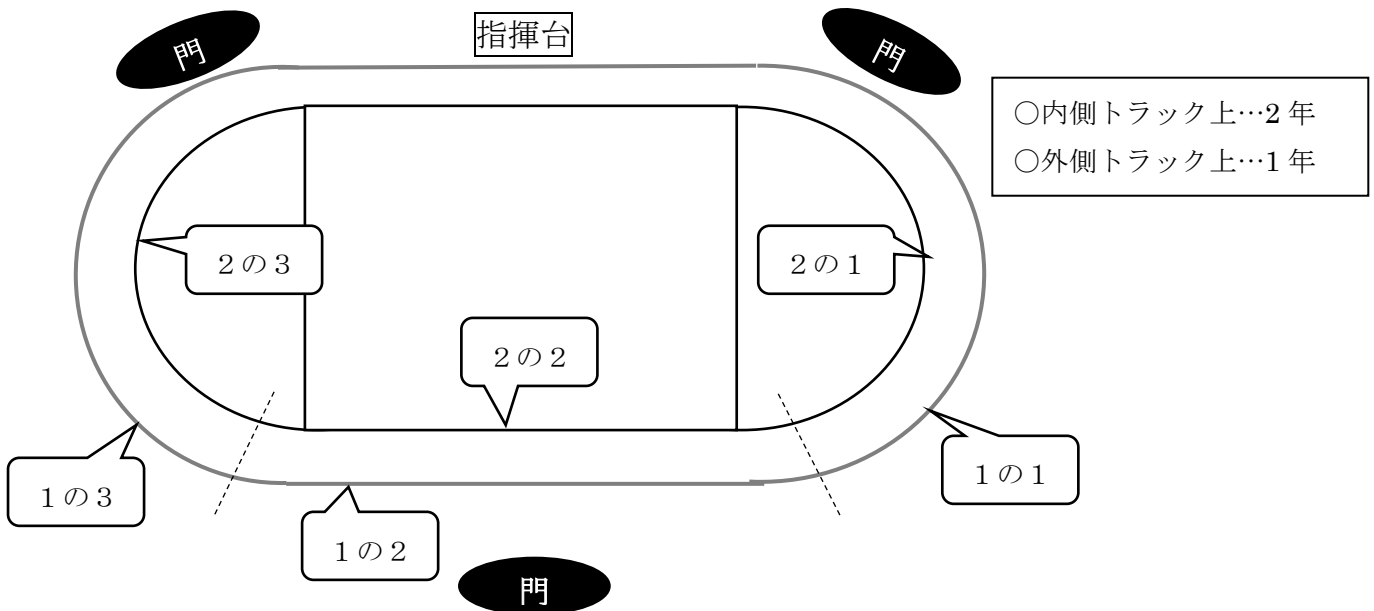 指揮台
門
門
○内側トラック上…2 年
○外側トラック上…1 年
2の3
2の1
2の2
1の3
1の1
1の2
門